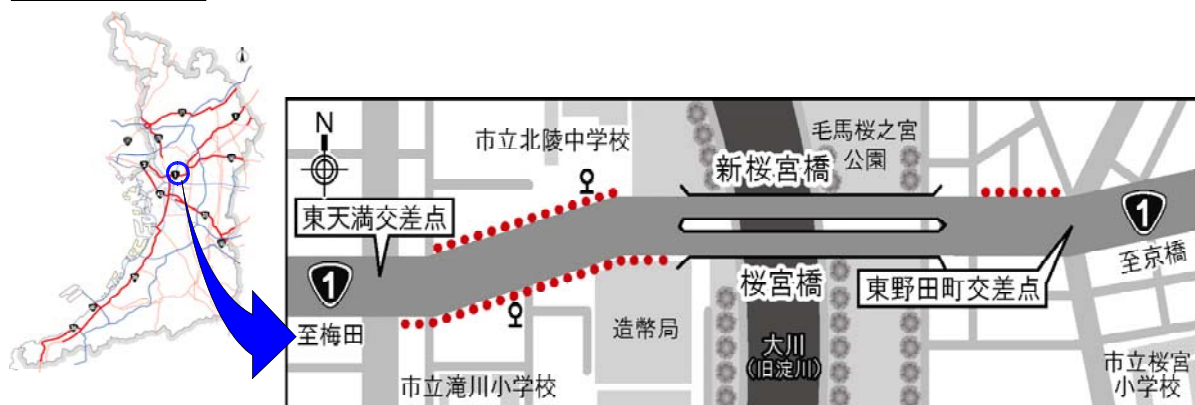 N
市立北陵中学校
毛馬桜之宮
公園
新桜宮橋
東天満交差点
1
至京橋
1
至梅田
桜宮橋
東野田町交差点
造幣局
大川
(旧淀川)
市立滝川小学校
市立桜宮
小学校